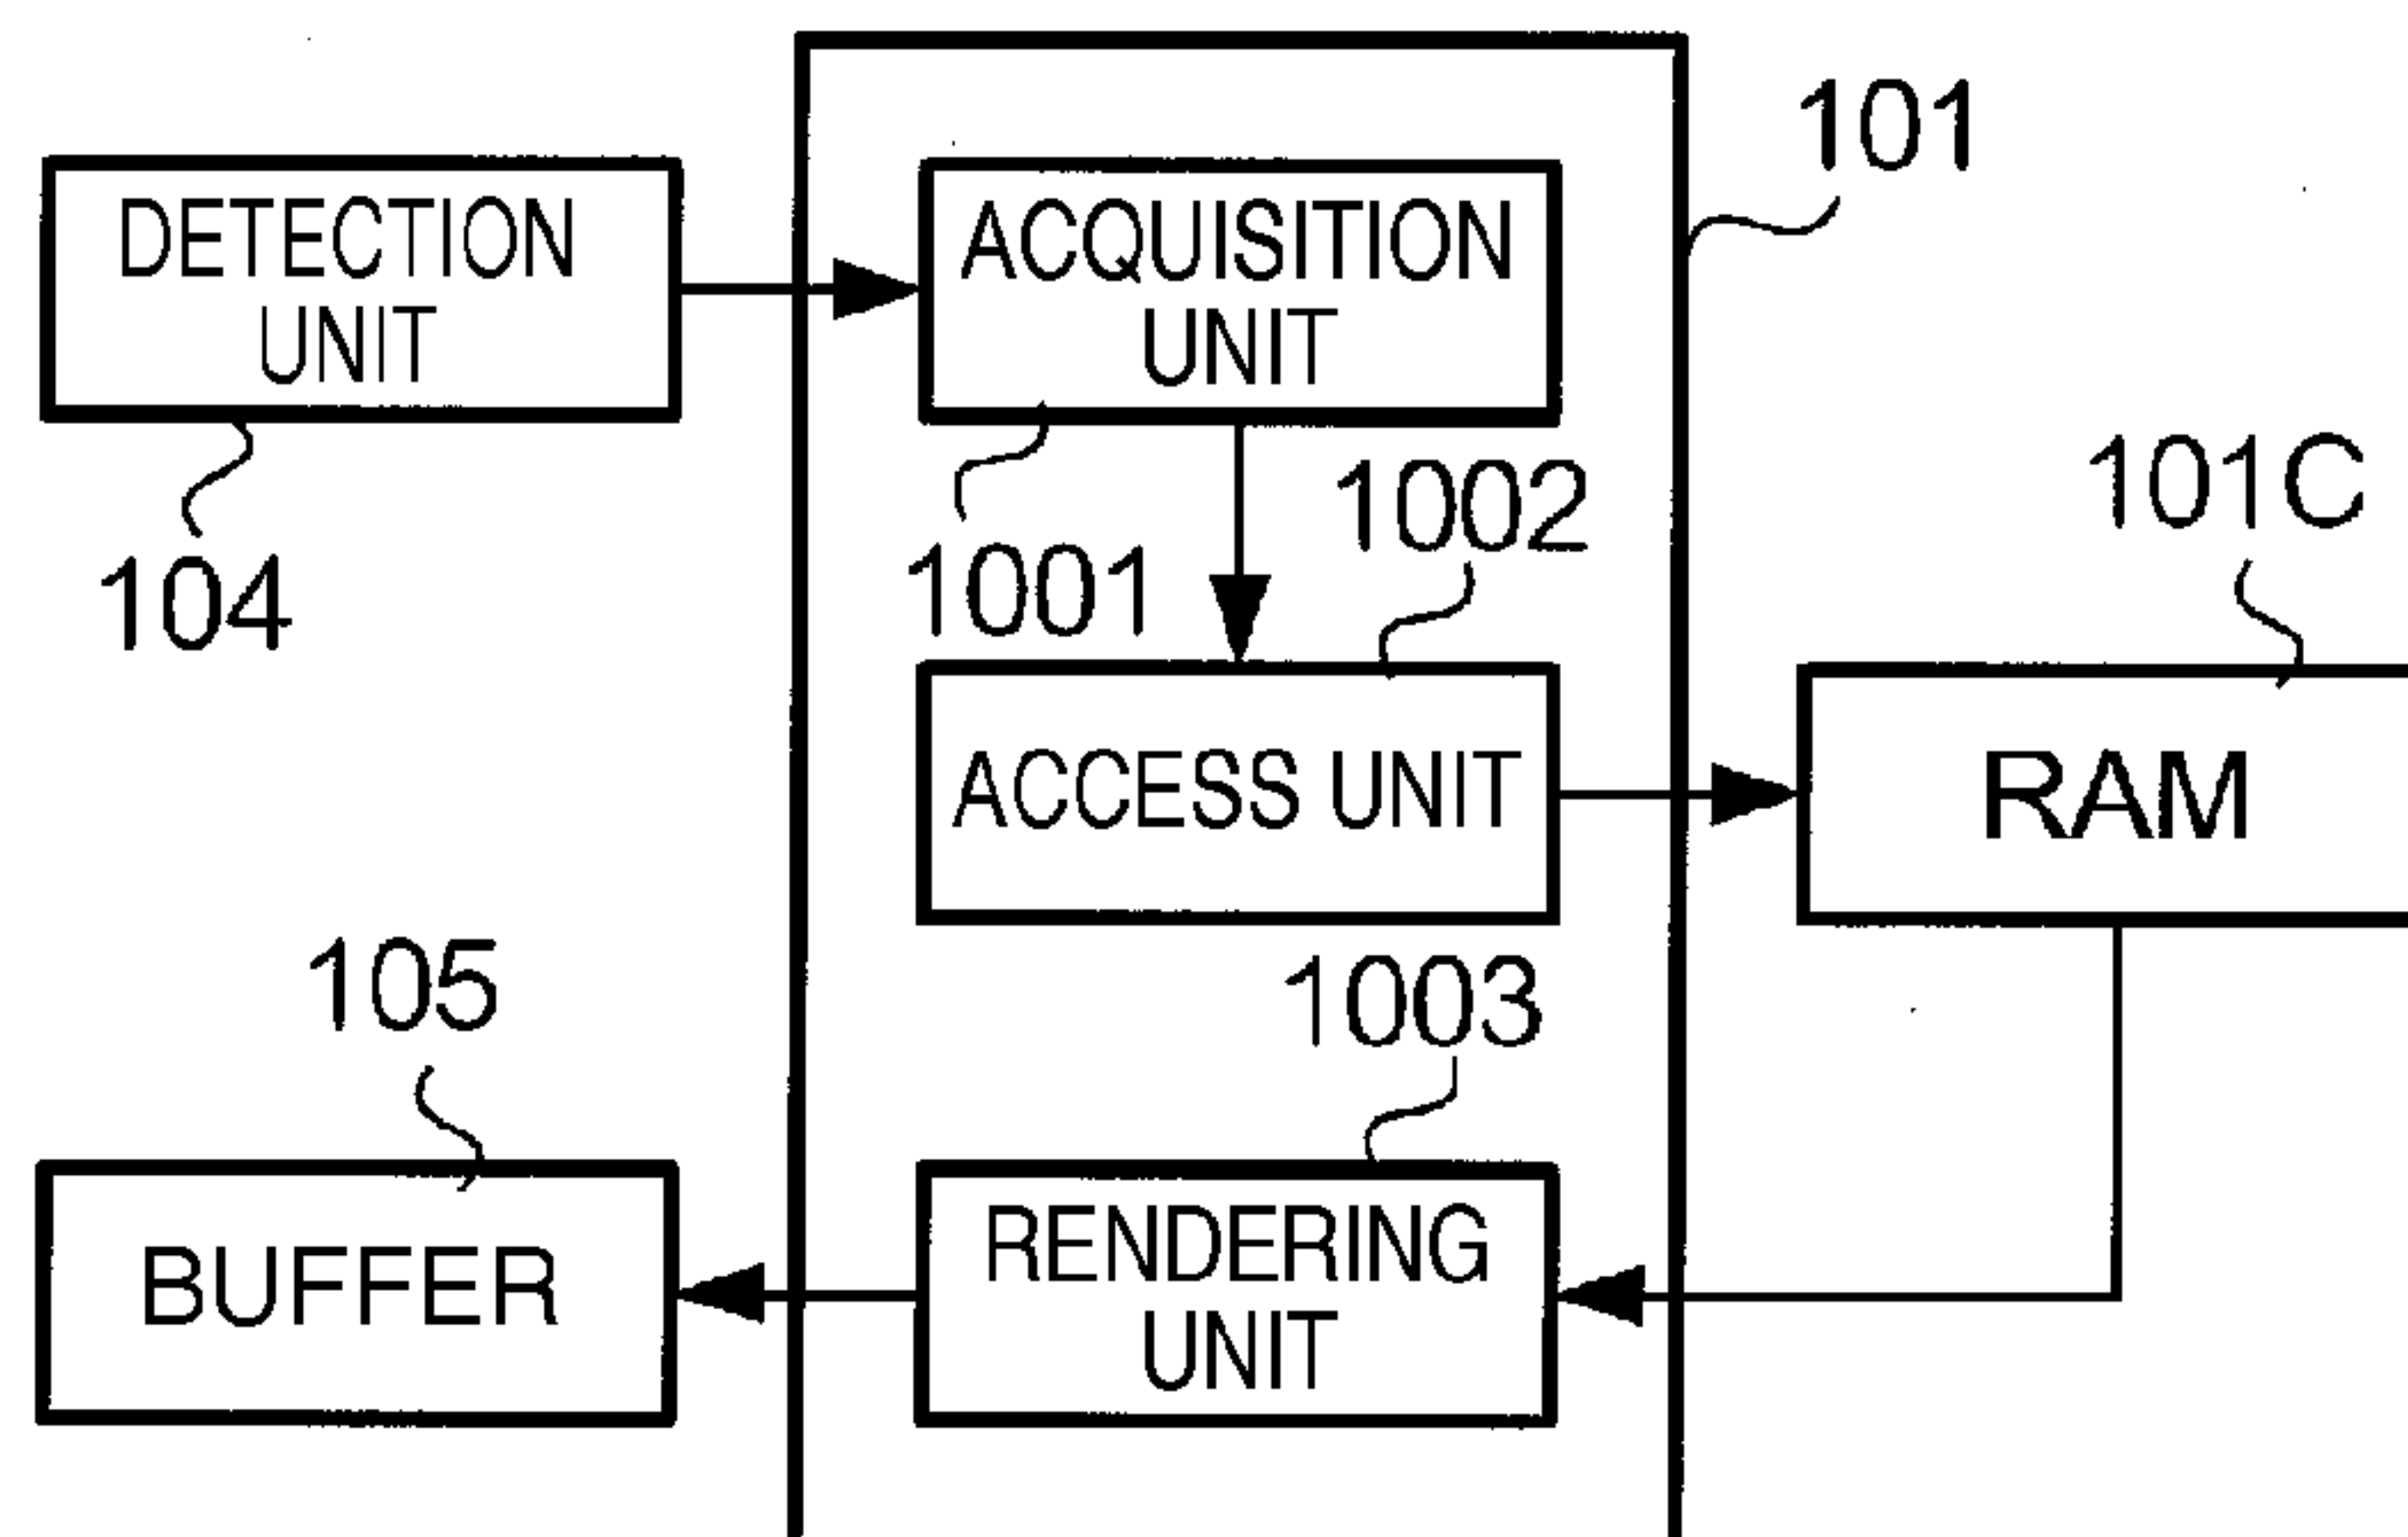 101
DETECTION
UNIT
ACQUISITION
UNIT
104
1001
1002
101C
ACCESS UNIT
RAM
105
1003
BUFFER
RENDERING
UNIT